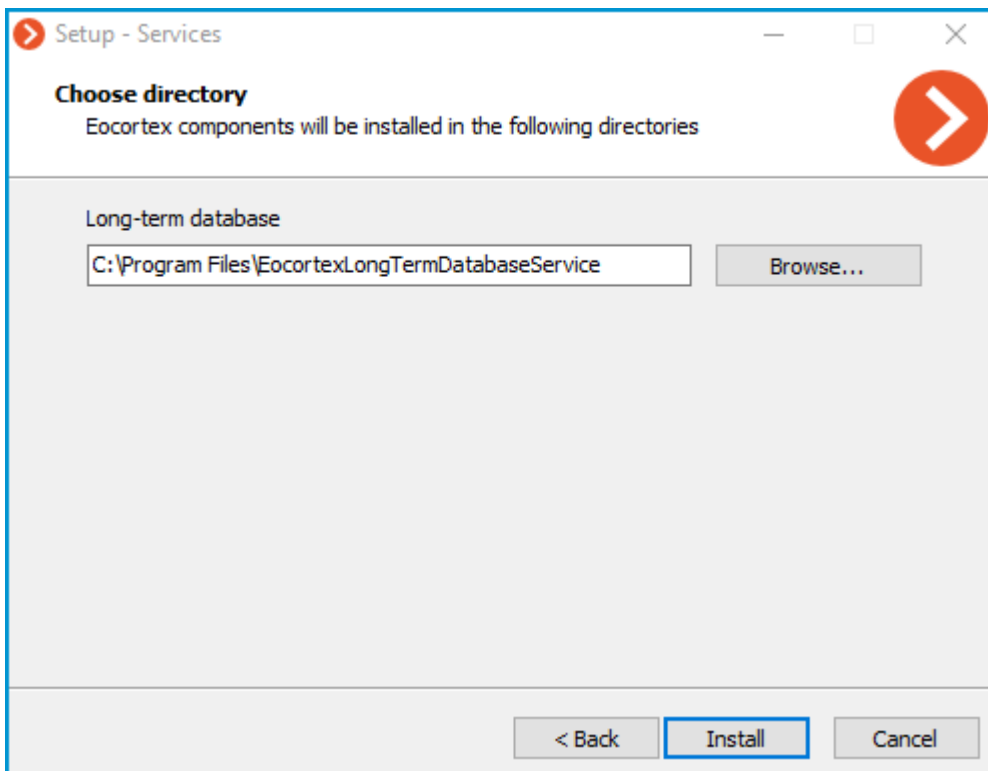 Setup - Services
Choose directory
Eocortex components will be installed in the following directories
Long-term database
C:\Program Files\EocortexLongTermDatabaseService
Browse...
< Back
Install
Cancel